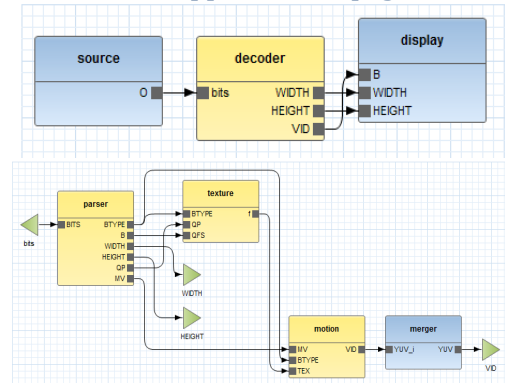 source
O
decoder
bits
WIDTH
HEIGHT
VID
display
B
WIDTH
HEIGHT
parser
BITS
BTYPE
B
WIDTH
HEIGHT
QP
MV
bits
texture
BTYPE
QP
QFS
f
WIDTH
HEIGHT
motion
MV
BTYPE
TEX
VID
merger
YUV_i
YUV
VID